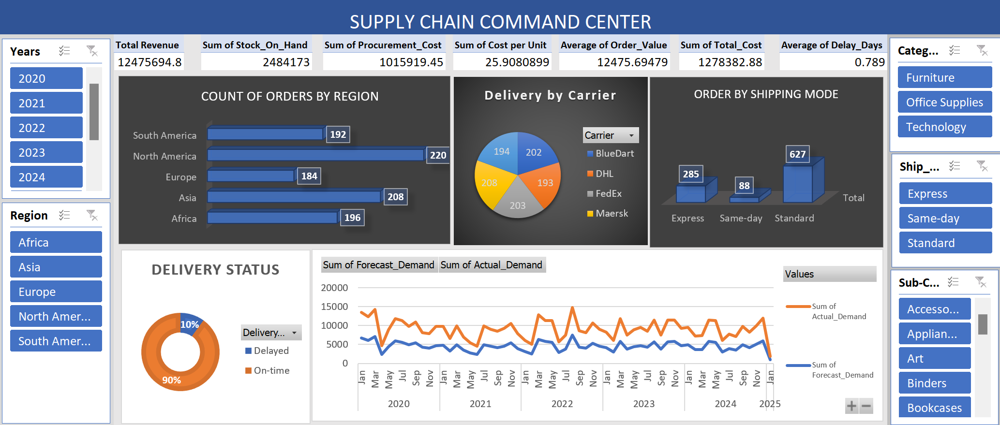 SUPPLY CHAIN COMMAND CENTER
Years
2020
2021
2022
2023
2024
Region
Africa
Asia
Europe
North Amer...
South Amer...
Total Revenue
12475694.8
Sum of Stock_On_Hand
2484173
Sum of Procurement_Cost
1015919.45
Sum of Cost per Unit
25.9080899
Average of Order_Value
12475.69479
Sum of Total_Cost
1278382.88
Average of Delay_Days
0.789
COUNT OF ORDERS BY REGION
South America 192
North America 220
Europe 184
Asia 208
Africa 196
Delivery by Carrier
194 202
208 193
203
Carrier
BlueDart
DHL
FedEx
Maersk
ORDER BY SHIPPING MODE
627
285
88
Total
Express Same-day Standard
DELIVERY STATUS
10%
90%
Delivery...
Delayed
On-time
Sum of Forecast_Demand Sum of Actual_Demand
20000
15000
10000
5000
0
Jan Mar May Jul Sep Nov Jan Mar May Jul Sep Nov Jan Mar May Jul Sep Nov Jan Mar May Jul Sep Nov Jan Mar May Jul Sep Nov Jan
2020 2021 2022 2023 2024 2025
Values
Sum of
Actual_Demand
Sum of
Forecast_Demand
Categ...
Furniture
Office Supplies
Technology
Ship_...
Express
Same-day
Standard
Sub-C...
Accesso...
Applian...
Art
Binders
Bookcases